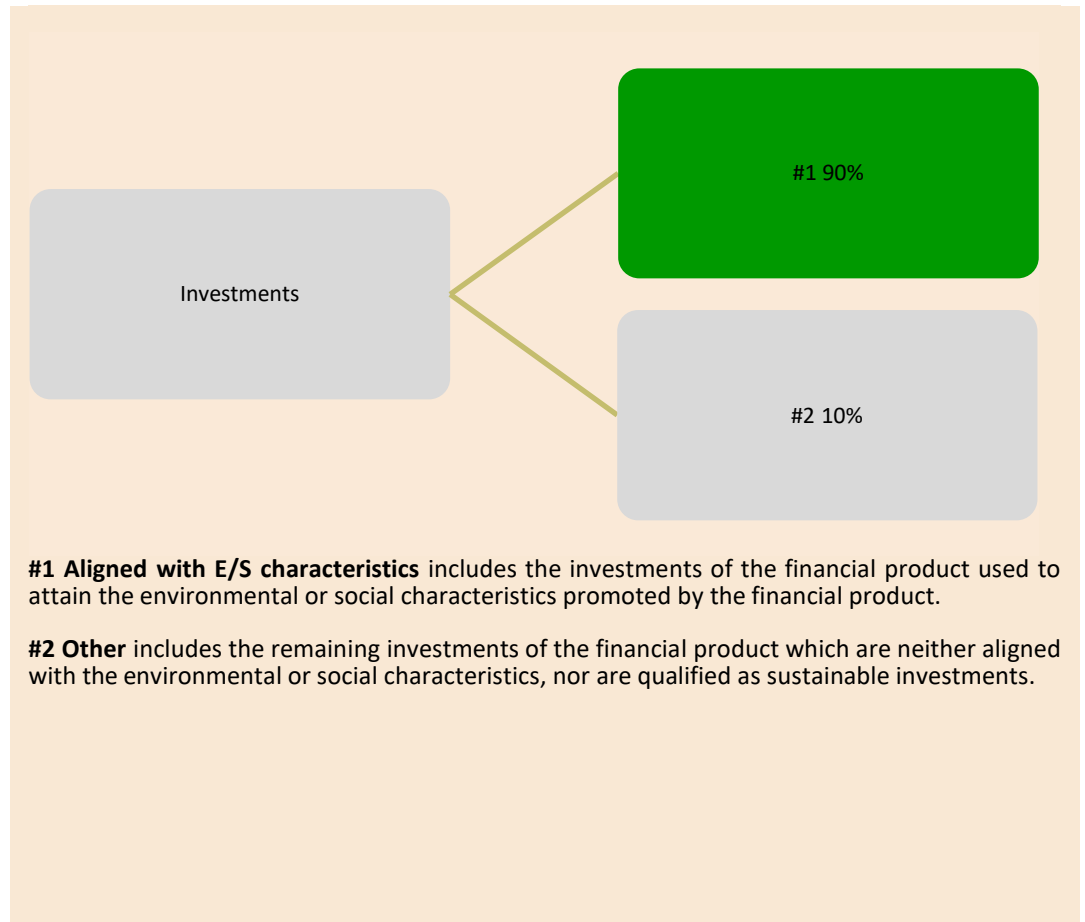 #1 90%
Investments
#2 10%
#1 Aligned with E/S characteristics includes the investments of the financial product used to
attain the environmental or social characteristics promoted by the financial product.
#2 Other includes the remaining investments of the financial product which are neither aligned
with the environmental or social characteristics, nor are qualified as sustainable investments.